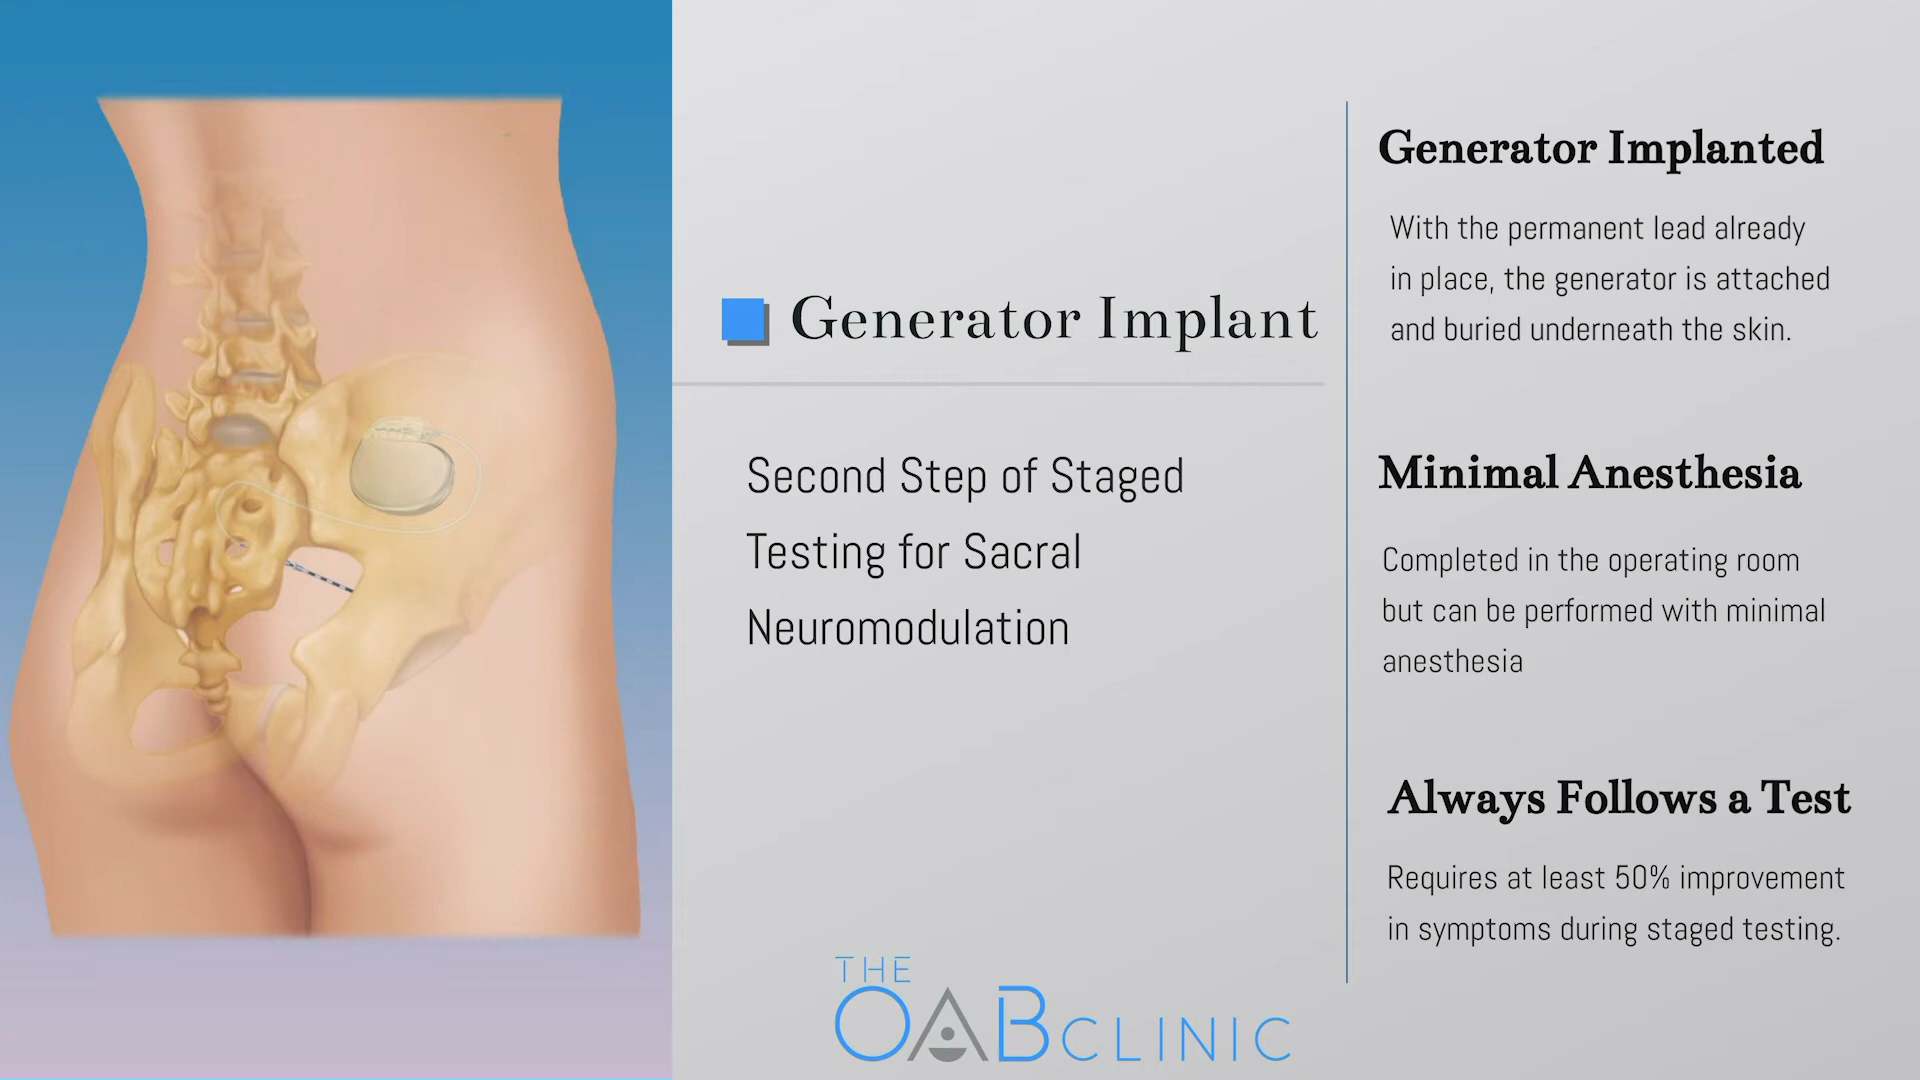 Generator Implant
Second Step of Staged
Testing for Sacral
Neuromodulation
Generator Implanted
With the permanent lead already
in place, the generator is attached
and buried underneath the skin.
Minimal Anesthesia
Completed in the operating room
but can be performed with minimal
anesthesia
Always Follows a Test
Requires at least 50% improvement
in symptoms during staged testing.
THE
OAB CLINIC